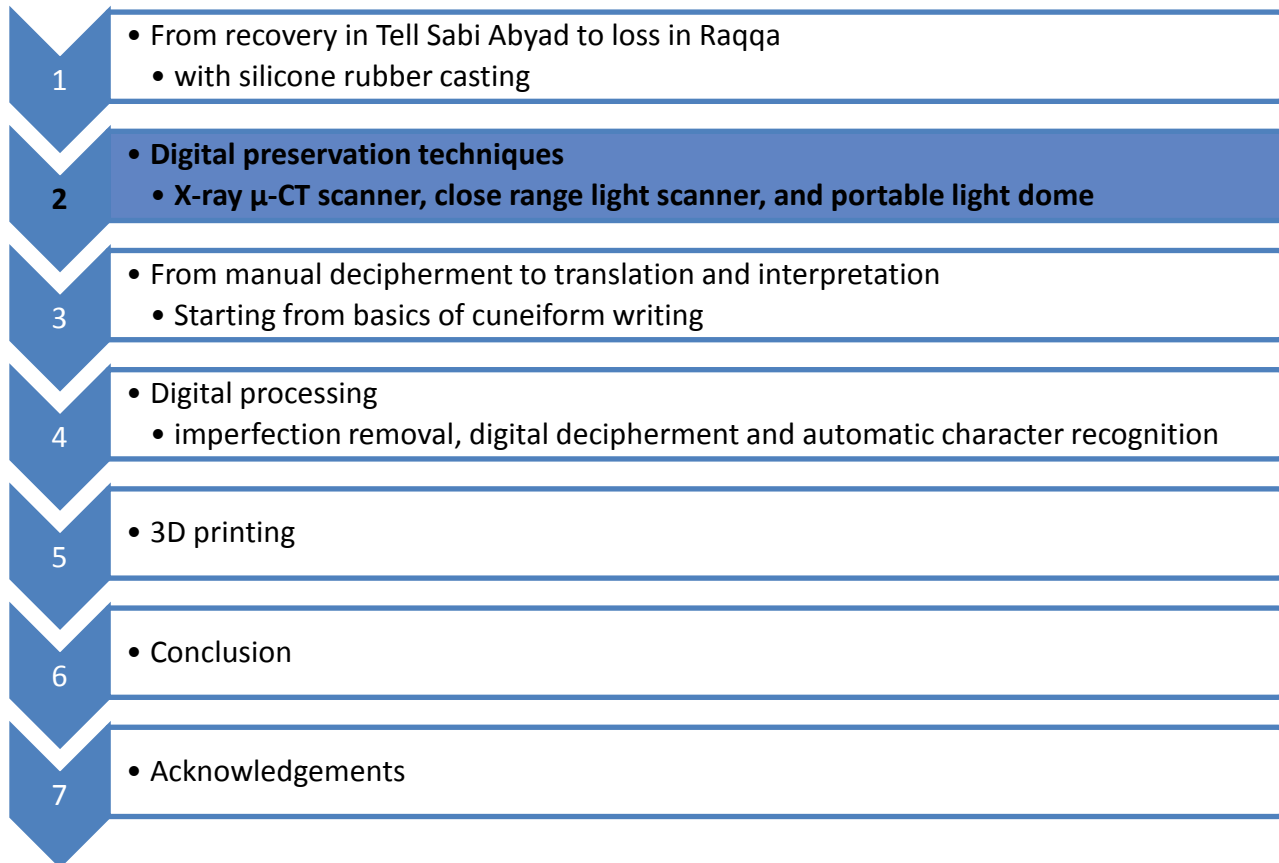 1
• From recovery in Tell Sabi Abyad to loss in Raqqa
• with silicone rubber casting
2
• Digital preservation techniques
• X-ray µ-CT scanner, close range light scanner, and portable light dome
3
• From manual decipherment to translation and interpretation
• Starting from basics of cuneiform writing
4
• Digital processing
• imperfection removal, digital decipherment and automatic character recognition
5
• 3D printing
6
• Conclusion
7
• Acknowledgements